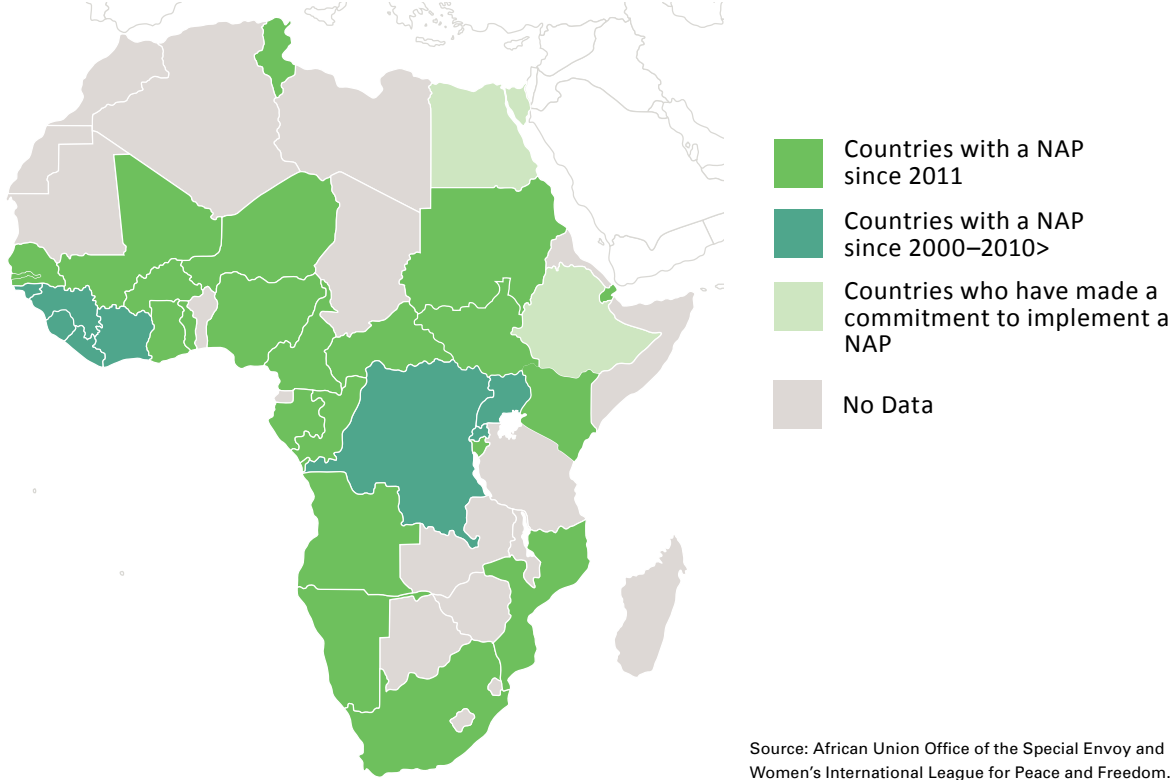 Countries with a NAP
since 2011
Countries with a NAP
since 2000–2010>
Countries who have made a
commitment to implement a
NAP
No Data
Source: African Union Office of the Special Envoy and
Women's International League for Peace and Freedom.